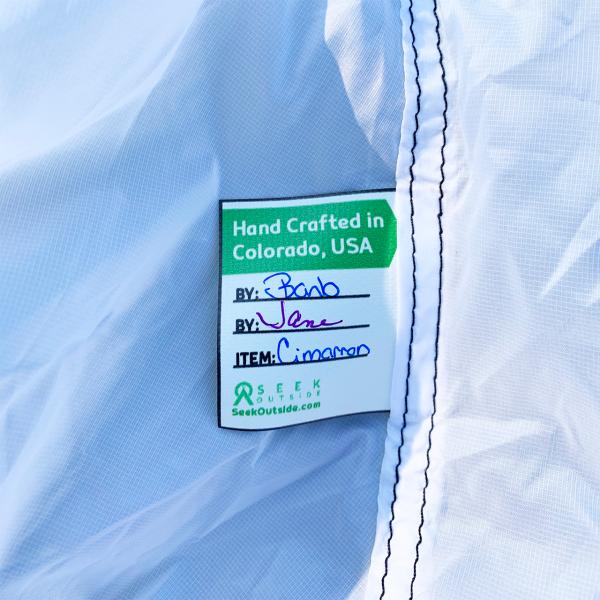 Hand Crafted in
Colorado, USA
BY: Barb
BY: Jane
ITEM: Cimarron
SEEK
OUTSIDE
SeekOutside.com